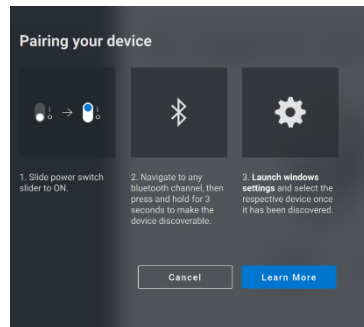 Pairing your device
1. Slide power switch
slider to ON.
2. Navigate to any
bluetooth channel, then
press and hold for 3
seconds to make the
device discoverable.
3. Launch windows
settings and select the
respective device once
it has been discovered.
Cancel
Learn More